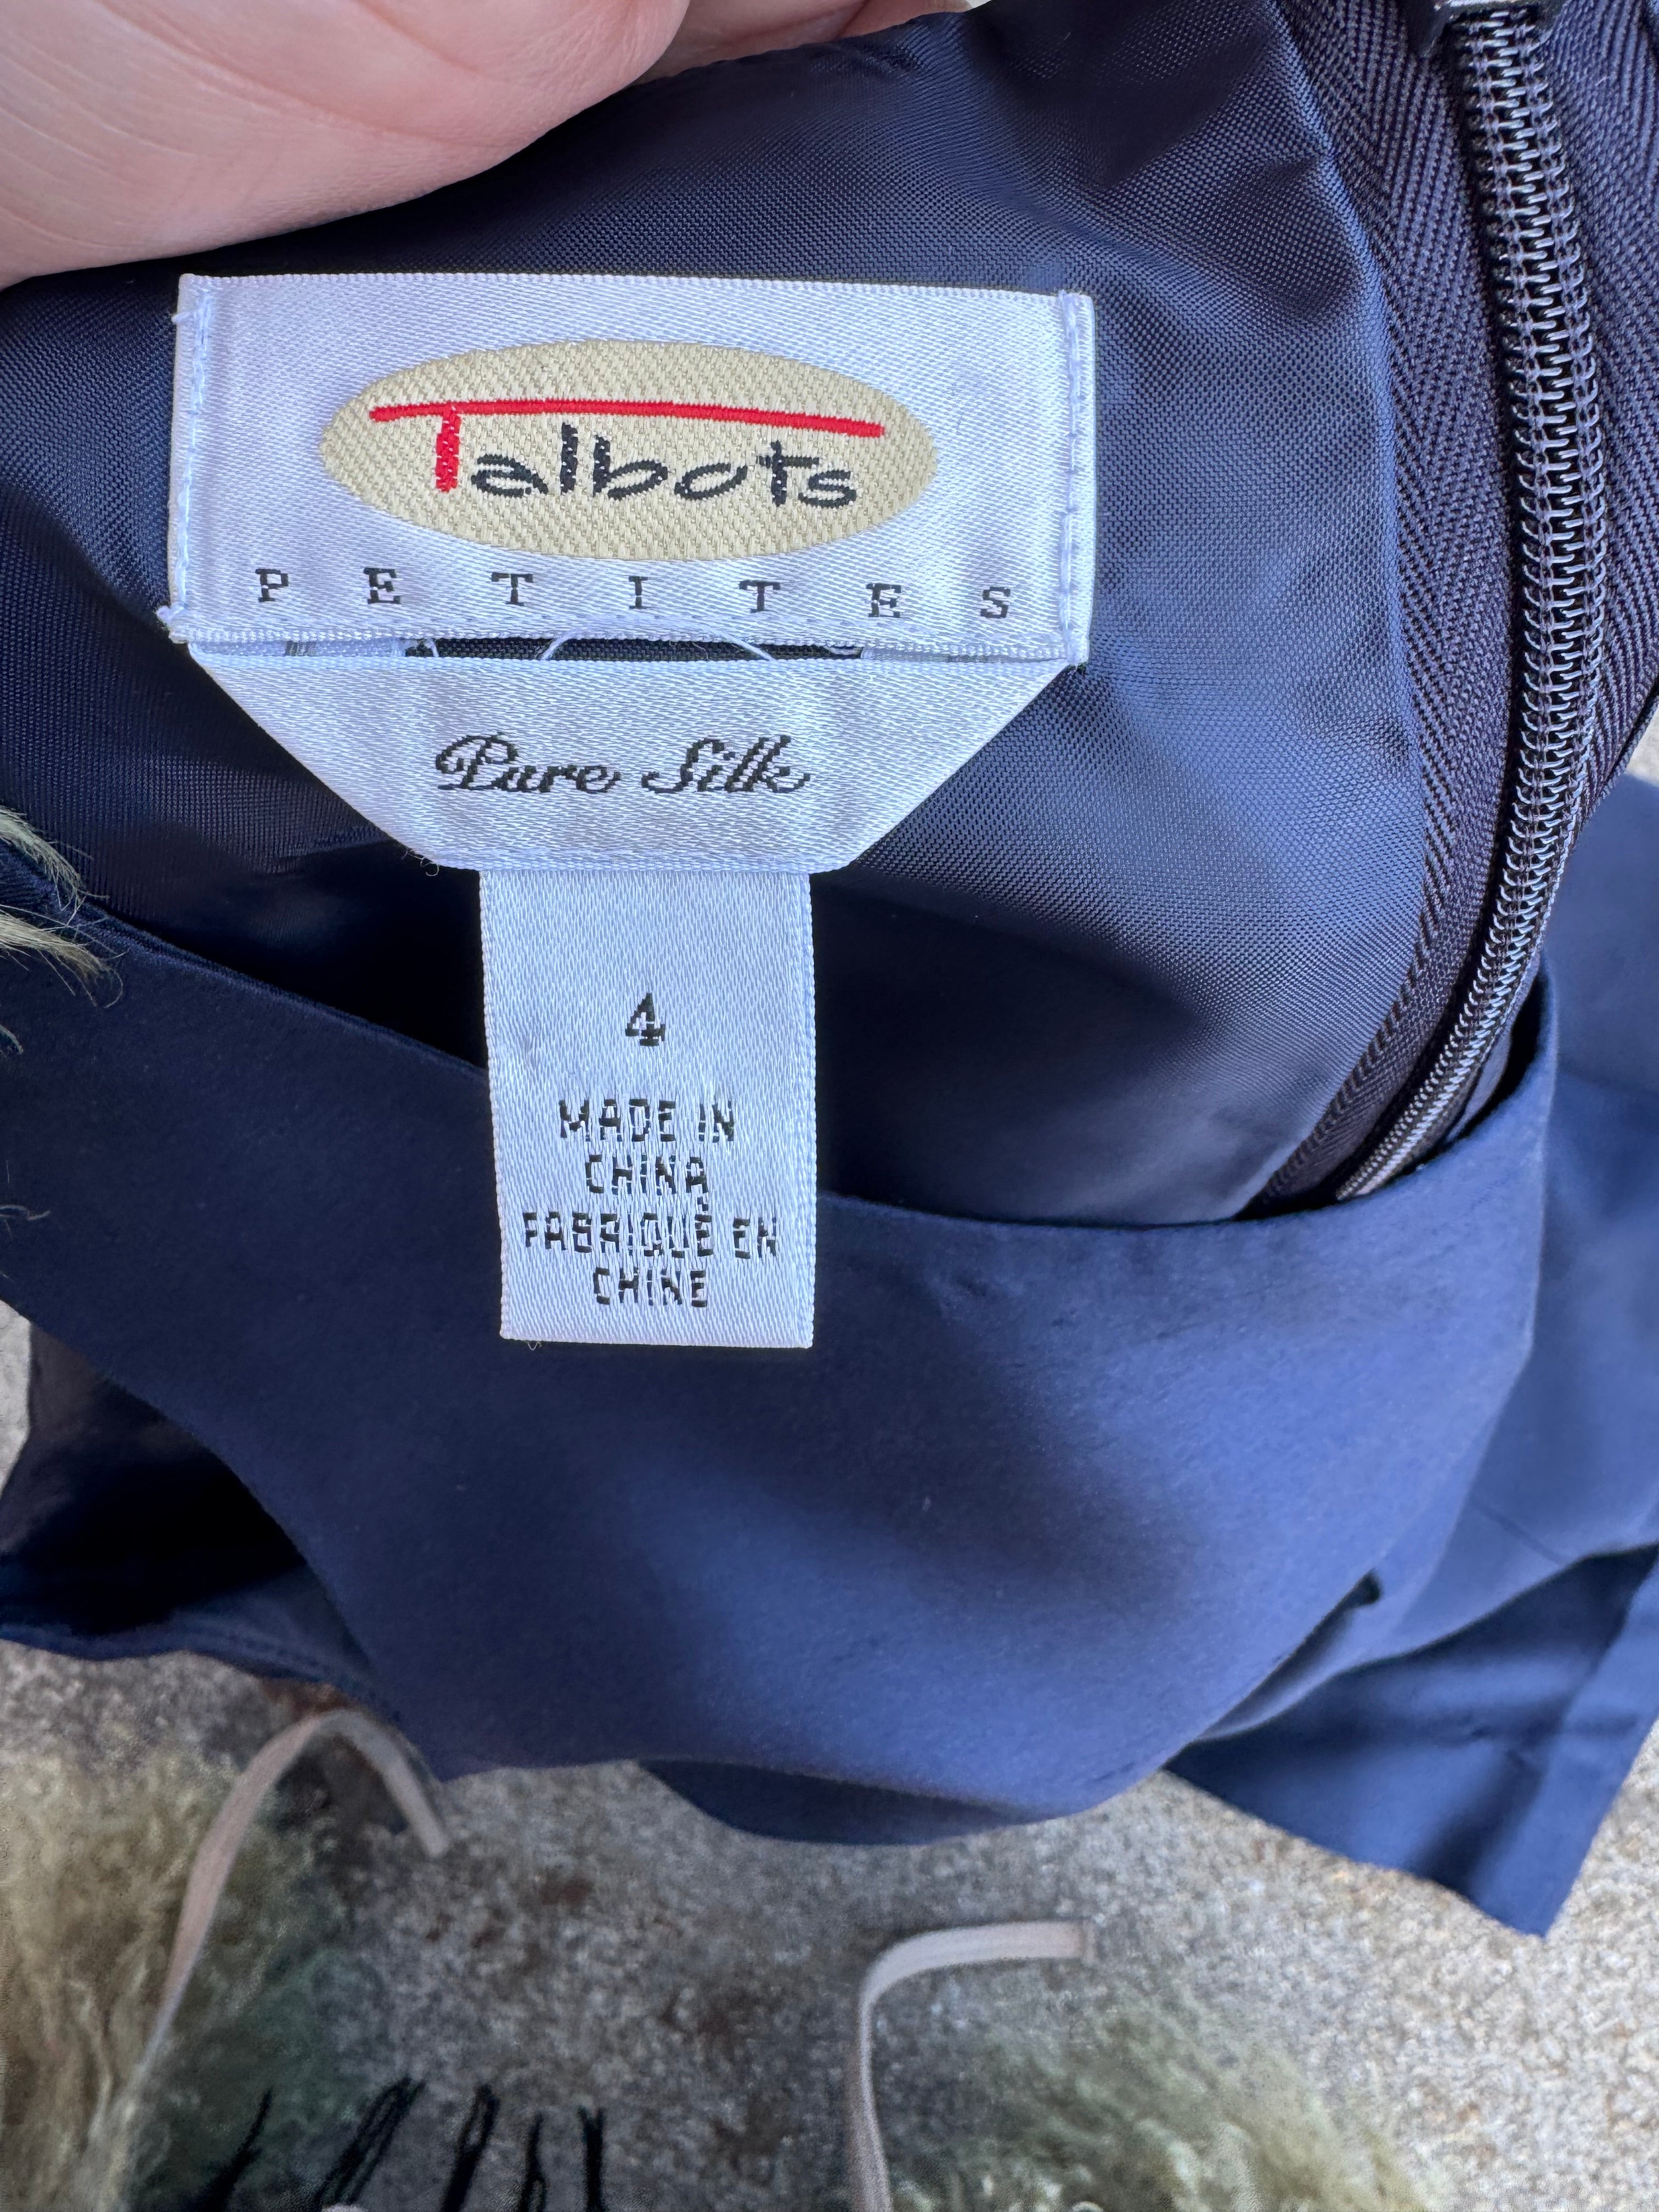 Talbots
PETITES
Pure Silk
4
MADE IN
CHINA
FABRIQUÉ EN
CHINE